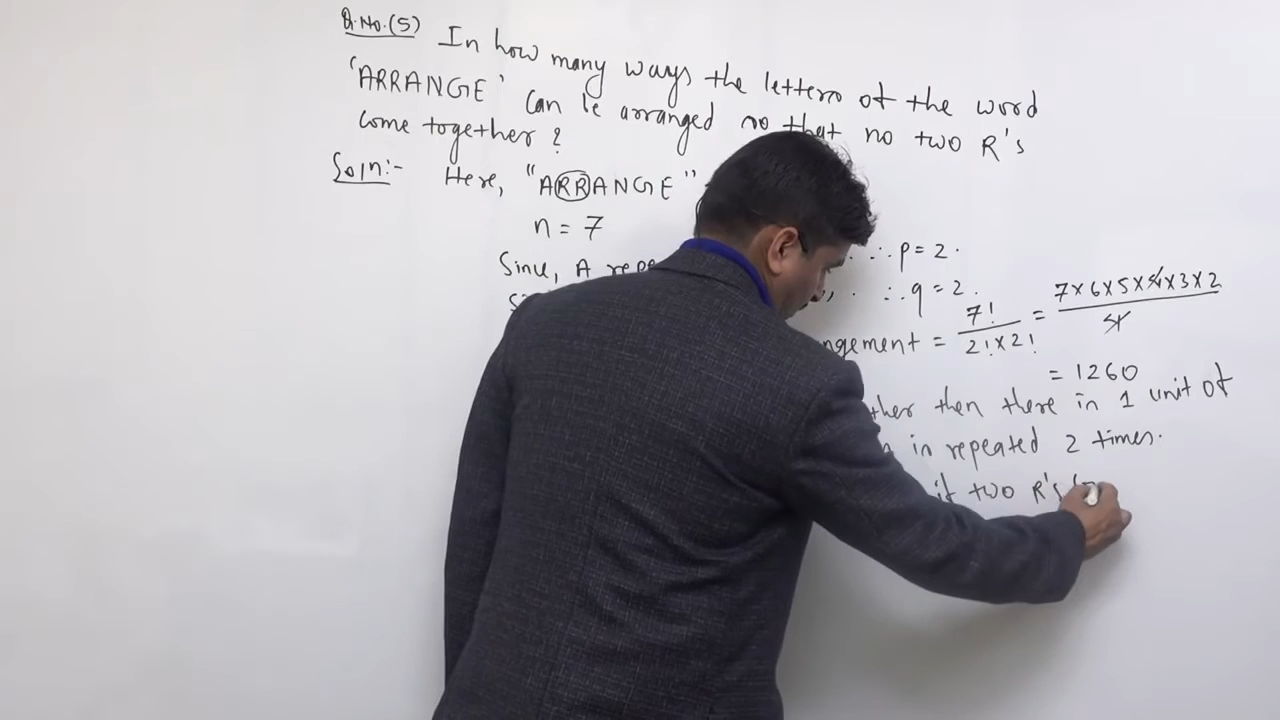 Q.No.(5) In how many ways the letters of the word
'ARRANGE' can be arranged so that no two R's
come together?
Soln:- Here, "ARRANGE"
n = 7
Since, A repe ∴ p = 2.
∴ q = 2.
ngement = 7! / 2! × 2! = 7 × 6 × 5 × 4 × 3 × 2 / 4
= 1260
ther then there is 1 unit of
is repeated 2 times.
if two R's